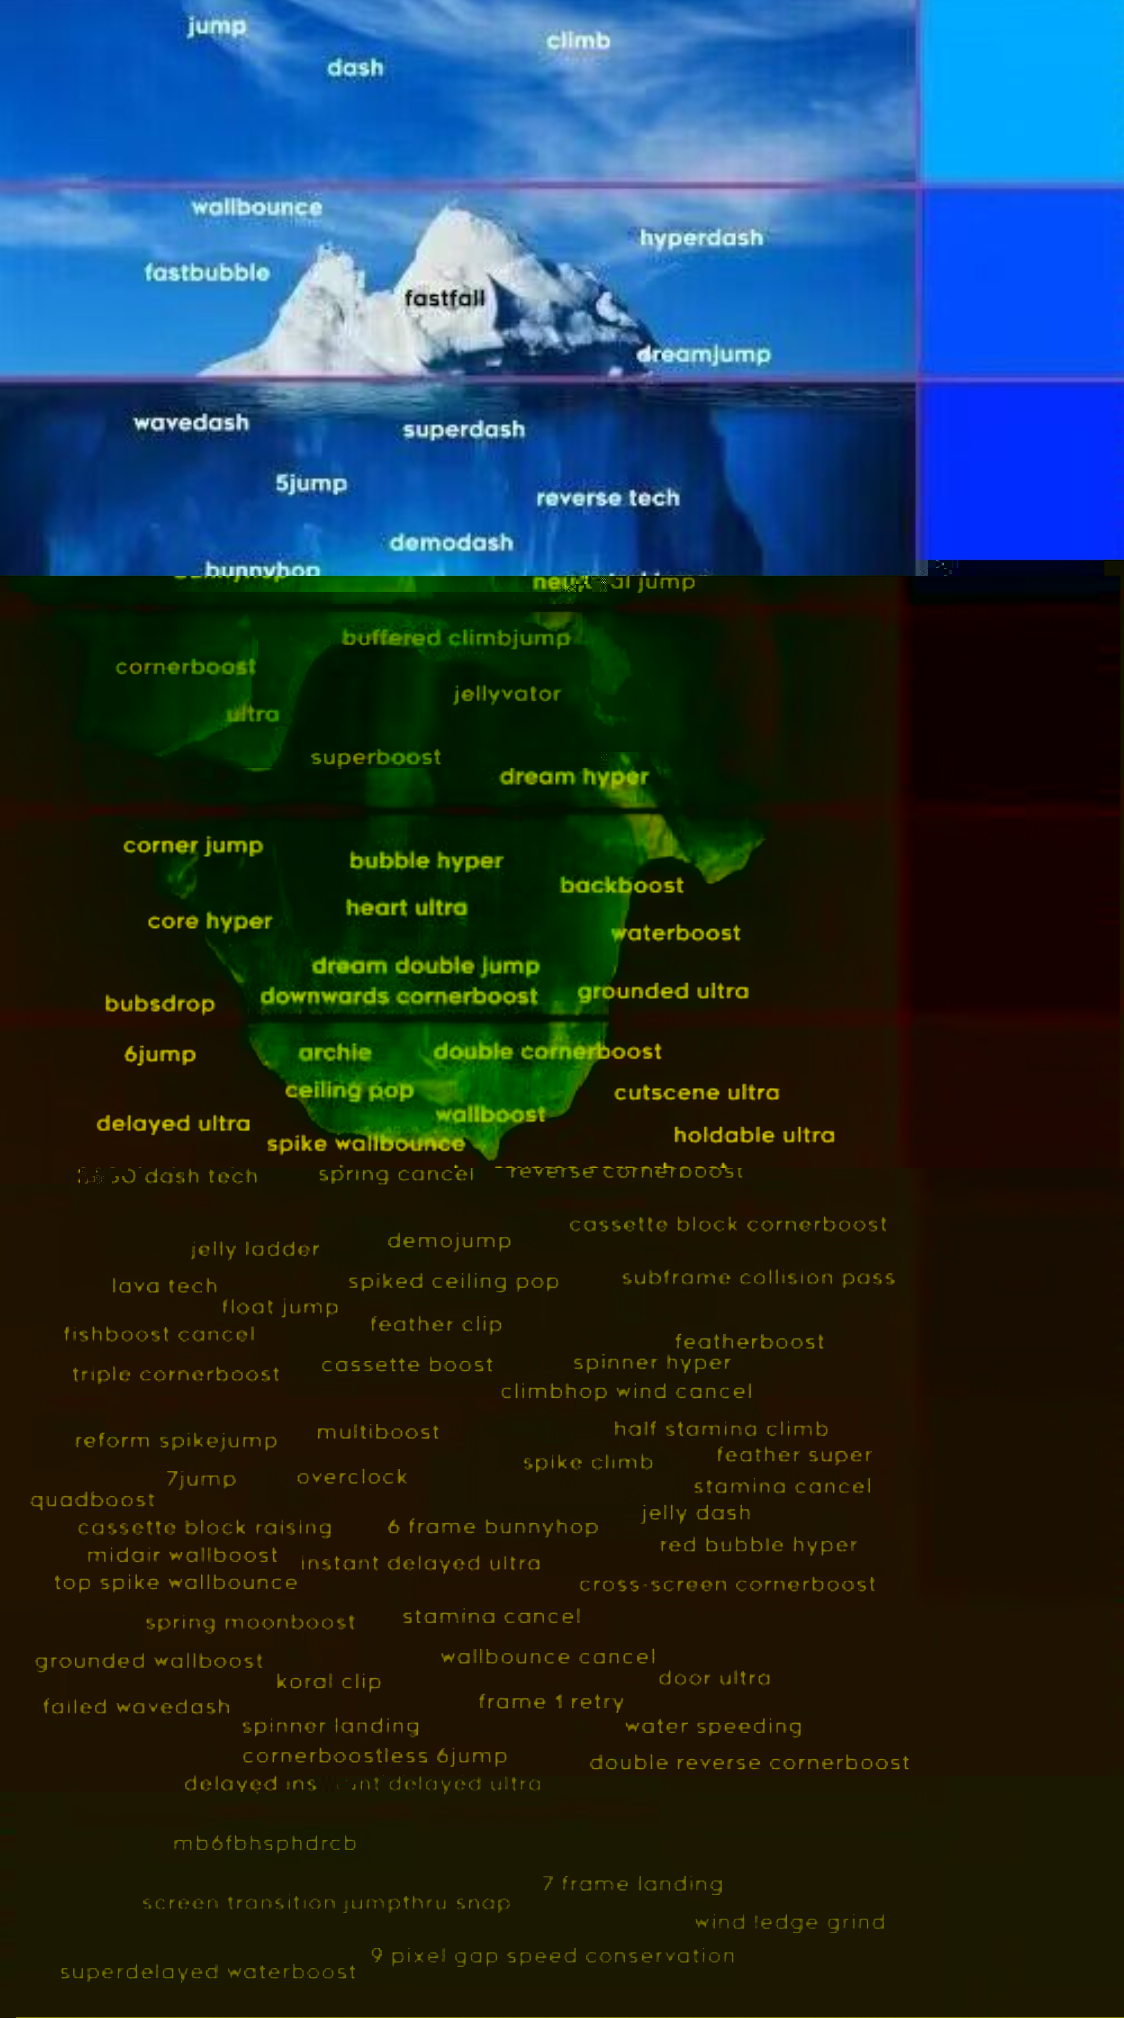 jump
climb
dash
wallbounce
hyperdash
fastbubble
fastfall
dreamjump
wavedash
superdash
5jump
reverse tech
demodash
bunnyhop
jump
buffered climbjump
cornerboost
jellyvator
ultra
superboost
dream hyper
corner jump
bubble hyper
backboost
heart ultra
core hyper
waterboost
dream double jump
downwards cornerboost
grounded ultra
bubsdrop
6jump
archie
double cornerboost
ceiling pop
cutscene ultra
wallboost
delayed ultra
holdable ultra
spike wallbounce
dash tech
spring cancel
reverse cornerboost
cassette block cornerboost
demojump
jelly ladder
lava tech
spiked ceiling pop
subframe collision pass
float jump
feather clip
fishboost cancel
featherboost
cassette boost
spinner hyper
triple cornerboost
climbhop wind cancel
reform spikejump
multiboost
half stamina climb
feather super
spike climb
7jump
overclock
stamina cancel
quadboost
jelly dash
cassette block raising
6 frame bunnyhop
red bubble hyper
midair wallboost
instant delayed ultra
top spike wallbounce
cross-screen cornerboost
spring moonboost
stamina cancel
grounded wallboost
wallbounce cancel
koral clip
door ultra
failed wavedash
frame 1 retry
spinner landing
water speeding
cornerboostless 6jump
double reverse cornerboost
delayed instant delayed ultra
mb6fbhsphdrcb
7 frame landing
screen transition jumpthru snap
wind ledge grind
9 pixel gap speed conservation
superdelayed waterboost